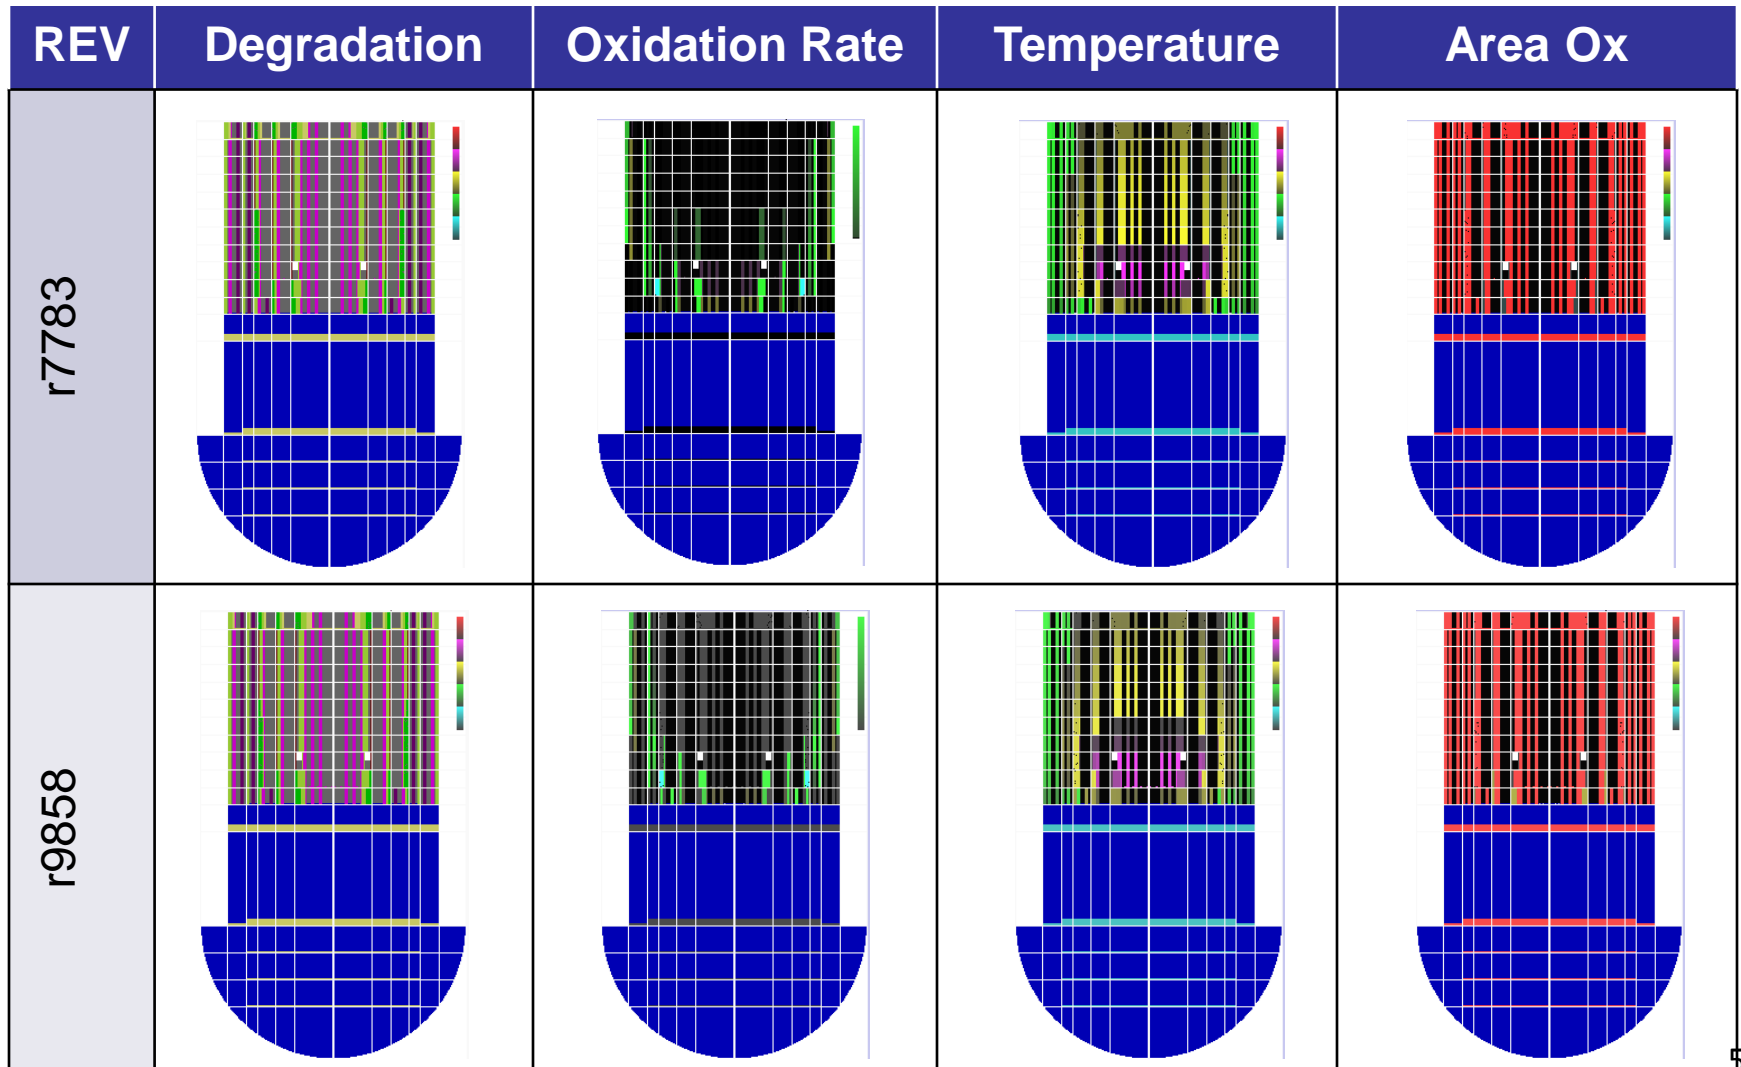 REV
Degradation
Oxidation Rate
Temperature
Area Ox
r7783
r9858